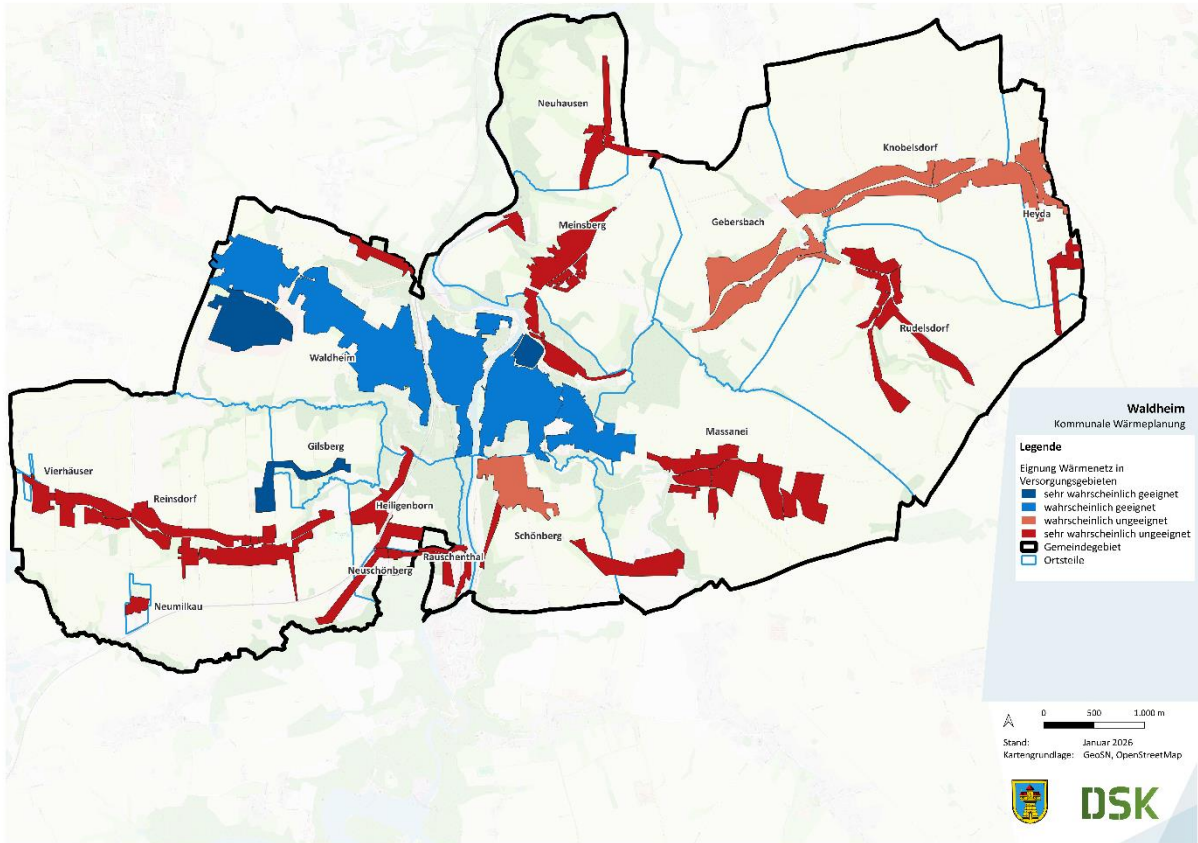 Neuhausen
Knobelsdorf
Meinsberg
Gebersbach
Heyda
Rudelsdorf
Waldheim
Massanei
Gilsberg
Vierhäuser
Reinsdorf
Heiligenborn
Schönberg
Rauschenthal
Neuschönberg
Neumilkau
Waldheim
Kommunale Wärmeplanung
Legende
Eignung Wärmenetz in
Versorgungsgebieten
sehr wahrscheinlich geeignet
wahrscheinlich geeignet
wahrscheinlich ungeeignet
sehr wahrscheinlich ungeeignet
Gemeindegebiet
Ortsteile
0 500 1.000 m
Stand: Januar 2026
Kartengrundlage: GeoSN, OpenStreetMap
DSK